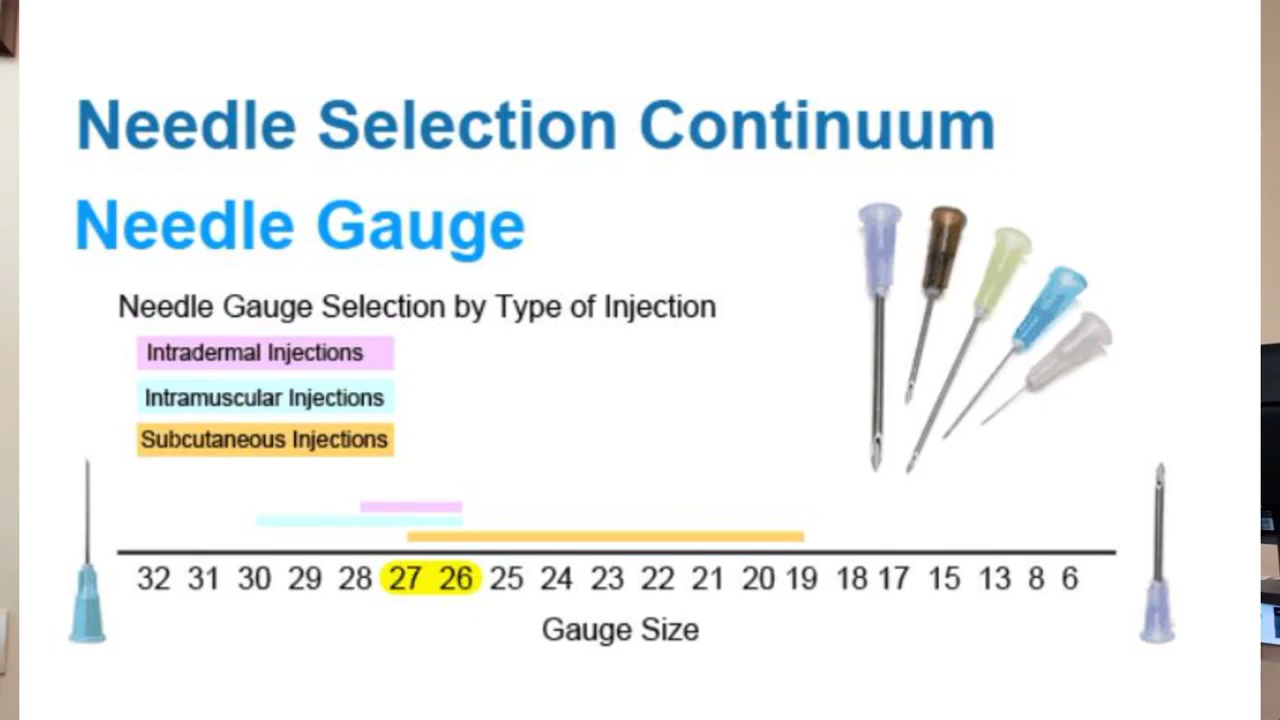 Needle Selection Continuum
Needle Gauge
Needle Gauge Selection by Type of Injection
Intradermal Injections
Intramuscular Injections
Subcutaneous Injections
32 31 30 29 28 27 26 25 24 23 22 21 20 19 18 17 15 13 8 6
Gauge Size